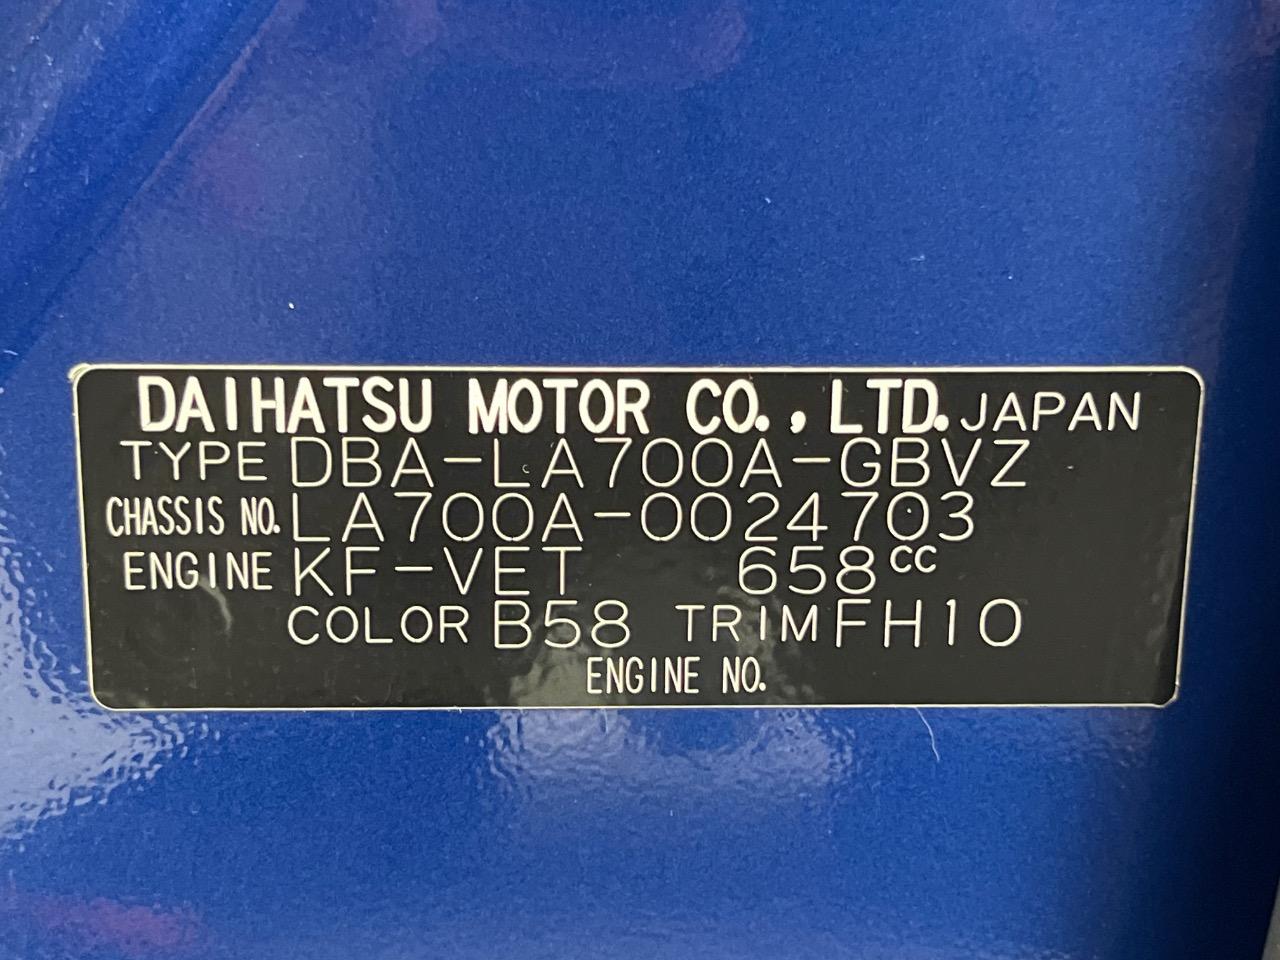 DAIHATSU MOTOR CO., LTD. JAPAN
TYPE DBA-LA700A-GBVZ
CHASSIS NO. LA700A-0024703
ENGINE KF-VET 658cc
COLOR B58 TRIM FH10
ENGINE NO.